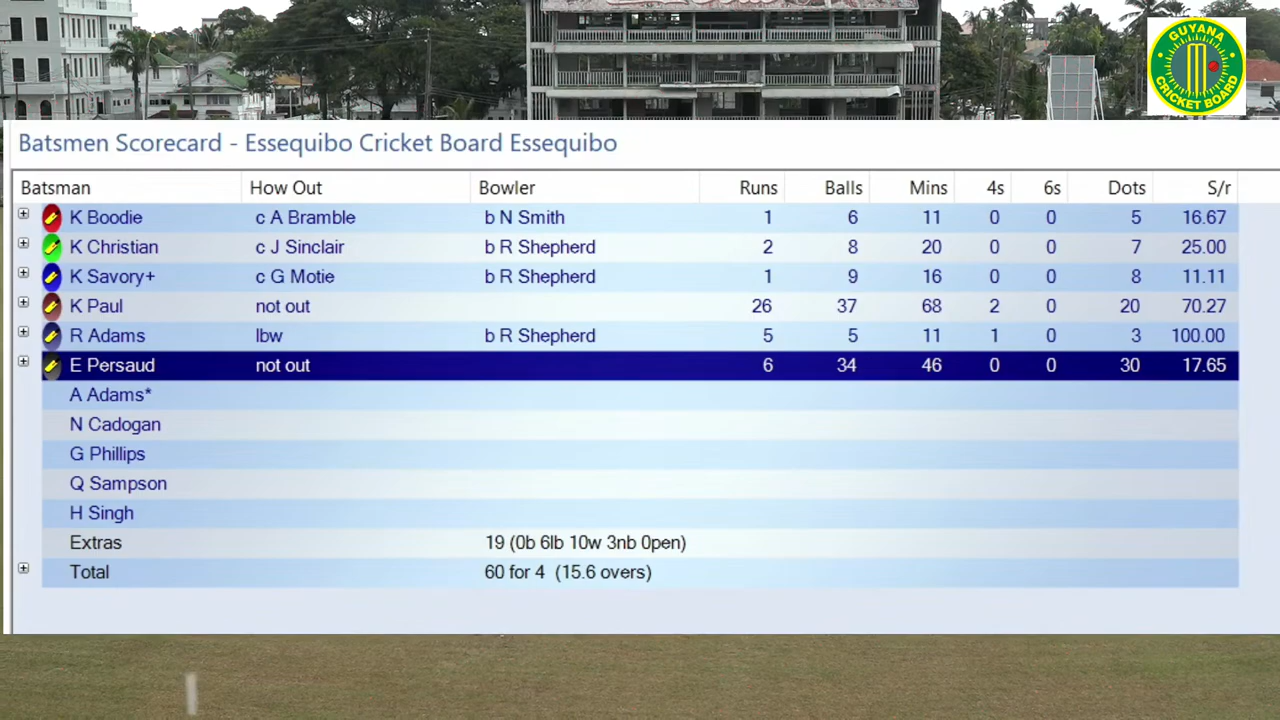 GUYANA
CRICKET BOARD
Batsmen Scorecard - Essequibo Cricket Board Essequibo
Batsman How Out Bowler Runs Balls Mins 4s 6s Dots S/r
K Boodie c A Bramble b N Smith 1 6 11 0 0 5 16.67
K Christian c J Sinclair b R Shepherd 2 8 20 0 0 7 25.00
K Savory+ c G Motie b R Shepherd 1 9 16 0 0 8 11.11
K Paul not out 26 37 68 2 0 20 70.27
R Adams lbw b R Shepherd 5 5 11 1 0 3 100.00
E Persaud not out 6 34 46 0 0 30 17.65
A Adams*
N Cadogan
G Phillips
Q Sampson
H Singh
Extras 19 (0b 6lb 10w 3nb 0pen)
Total 60 for 4 (15.6 overs)